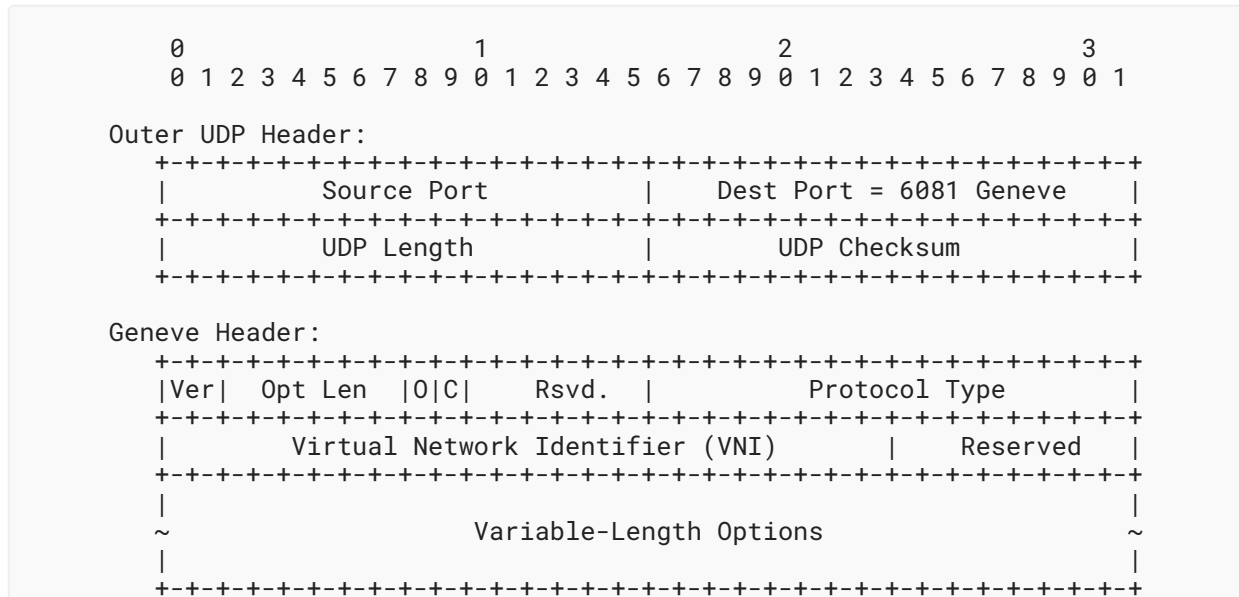 0                   1                   2                   3
    0 1 2 3 4 5 6 7 8 9 0 1 2 3 4 5 6 7 8 9 0 1 2 3 4 5 6 7 8 9 0 1

Outer UDP Header:
   +-+-+-+-+-+-+-+-+-+-+-+-+-+-+-+-+-+-+-+-+-+-+-+-+-+-+-+-+-+-+-+-+
   |          Source Port          |    Dest Port = 6081 Geneve    |
   +-+-+-+-+-+-+-+-+-+-+-+-+-+-+-+-+-+-+-+-+-+-+-+-+-+-+-+-+-+-+-+-+
   |          UDP Length           |        UDP Checksum           |
   +-+-+-+-+-+-+-+-+-+-+-+-+-+-+-+-+-+-+-+-+-+-+-+-+-+-+-+-+-+-+-+-+

Geneve Header:
   +-+-+-+-+-+-+-+-+-+-+-+-+-+-+-+-+-+-+-+-+-+-+-+-+-+-+-+-+-+-+-+-+
   |Ver|  Opt Len  |O|C|    Rsvd.  |          Protocol Type        |
   +-+-+-+-+-+-+-+-+-+-+-+-+-+-+-+-+-+-+-+-+-+-+-+-+-+-+-+-+-+-+-+-+
   |        Virtual Network Identifier (VNI)       |    Reserved   |
   +-+-+-+-+-+-+-+-+-+-+-+-+-+-+-+-+-+-+-+-+-+-+-+-+-+-+-+-+-+-+-+-+
   |                                                               |
   ~                    Variable-Length Options                    ~
   |                                                               |
   +-+-+-+-+-+-+-+-+-+-+-+-+-+-+-+-+-+-+-+-+-+-+-+-+-+-+-+-+-+-+-+-+